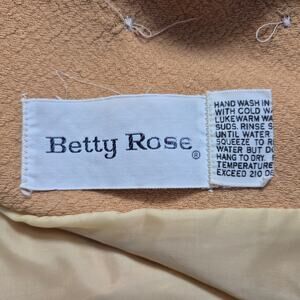 Betty Rose®
HAND WASH IN
WITH COLD
LUKEWARM WA
SUDS. RINSE S
UNTIL WATER
SQUEEZE TO R
WATER BUT DO
HANG TO DRY.
TEMPERATURE
EXCEED 210 DE